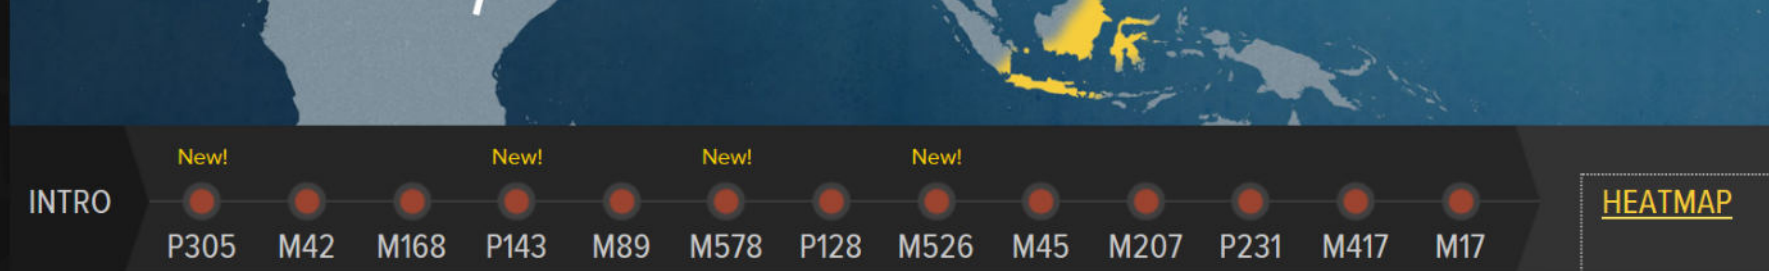 New! New! New! New!
INTRO HEATMAP
P305 M42 M168 P143 M89 M578 P128 M526 M45 M207 P231 M417 M17